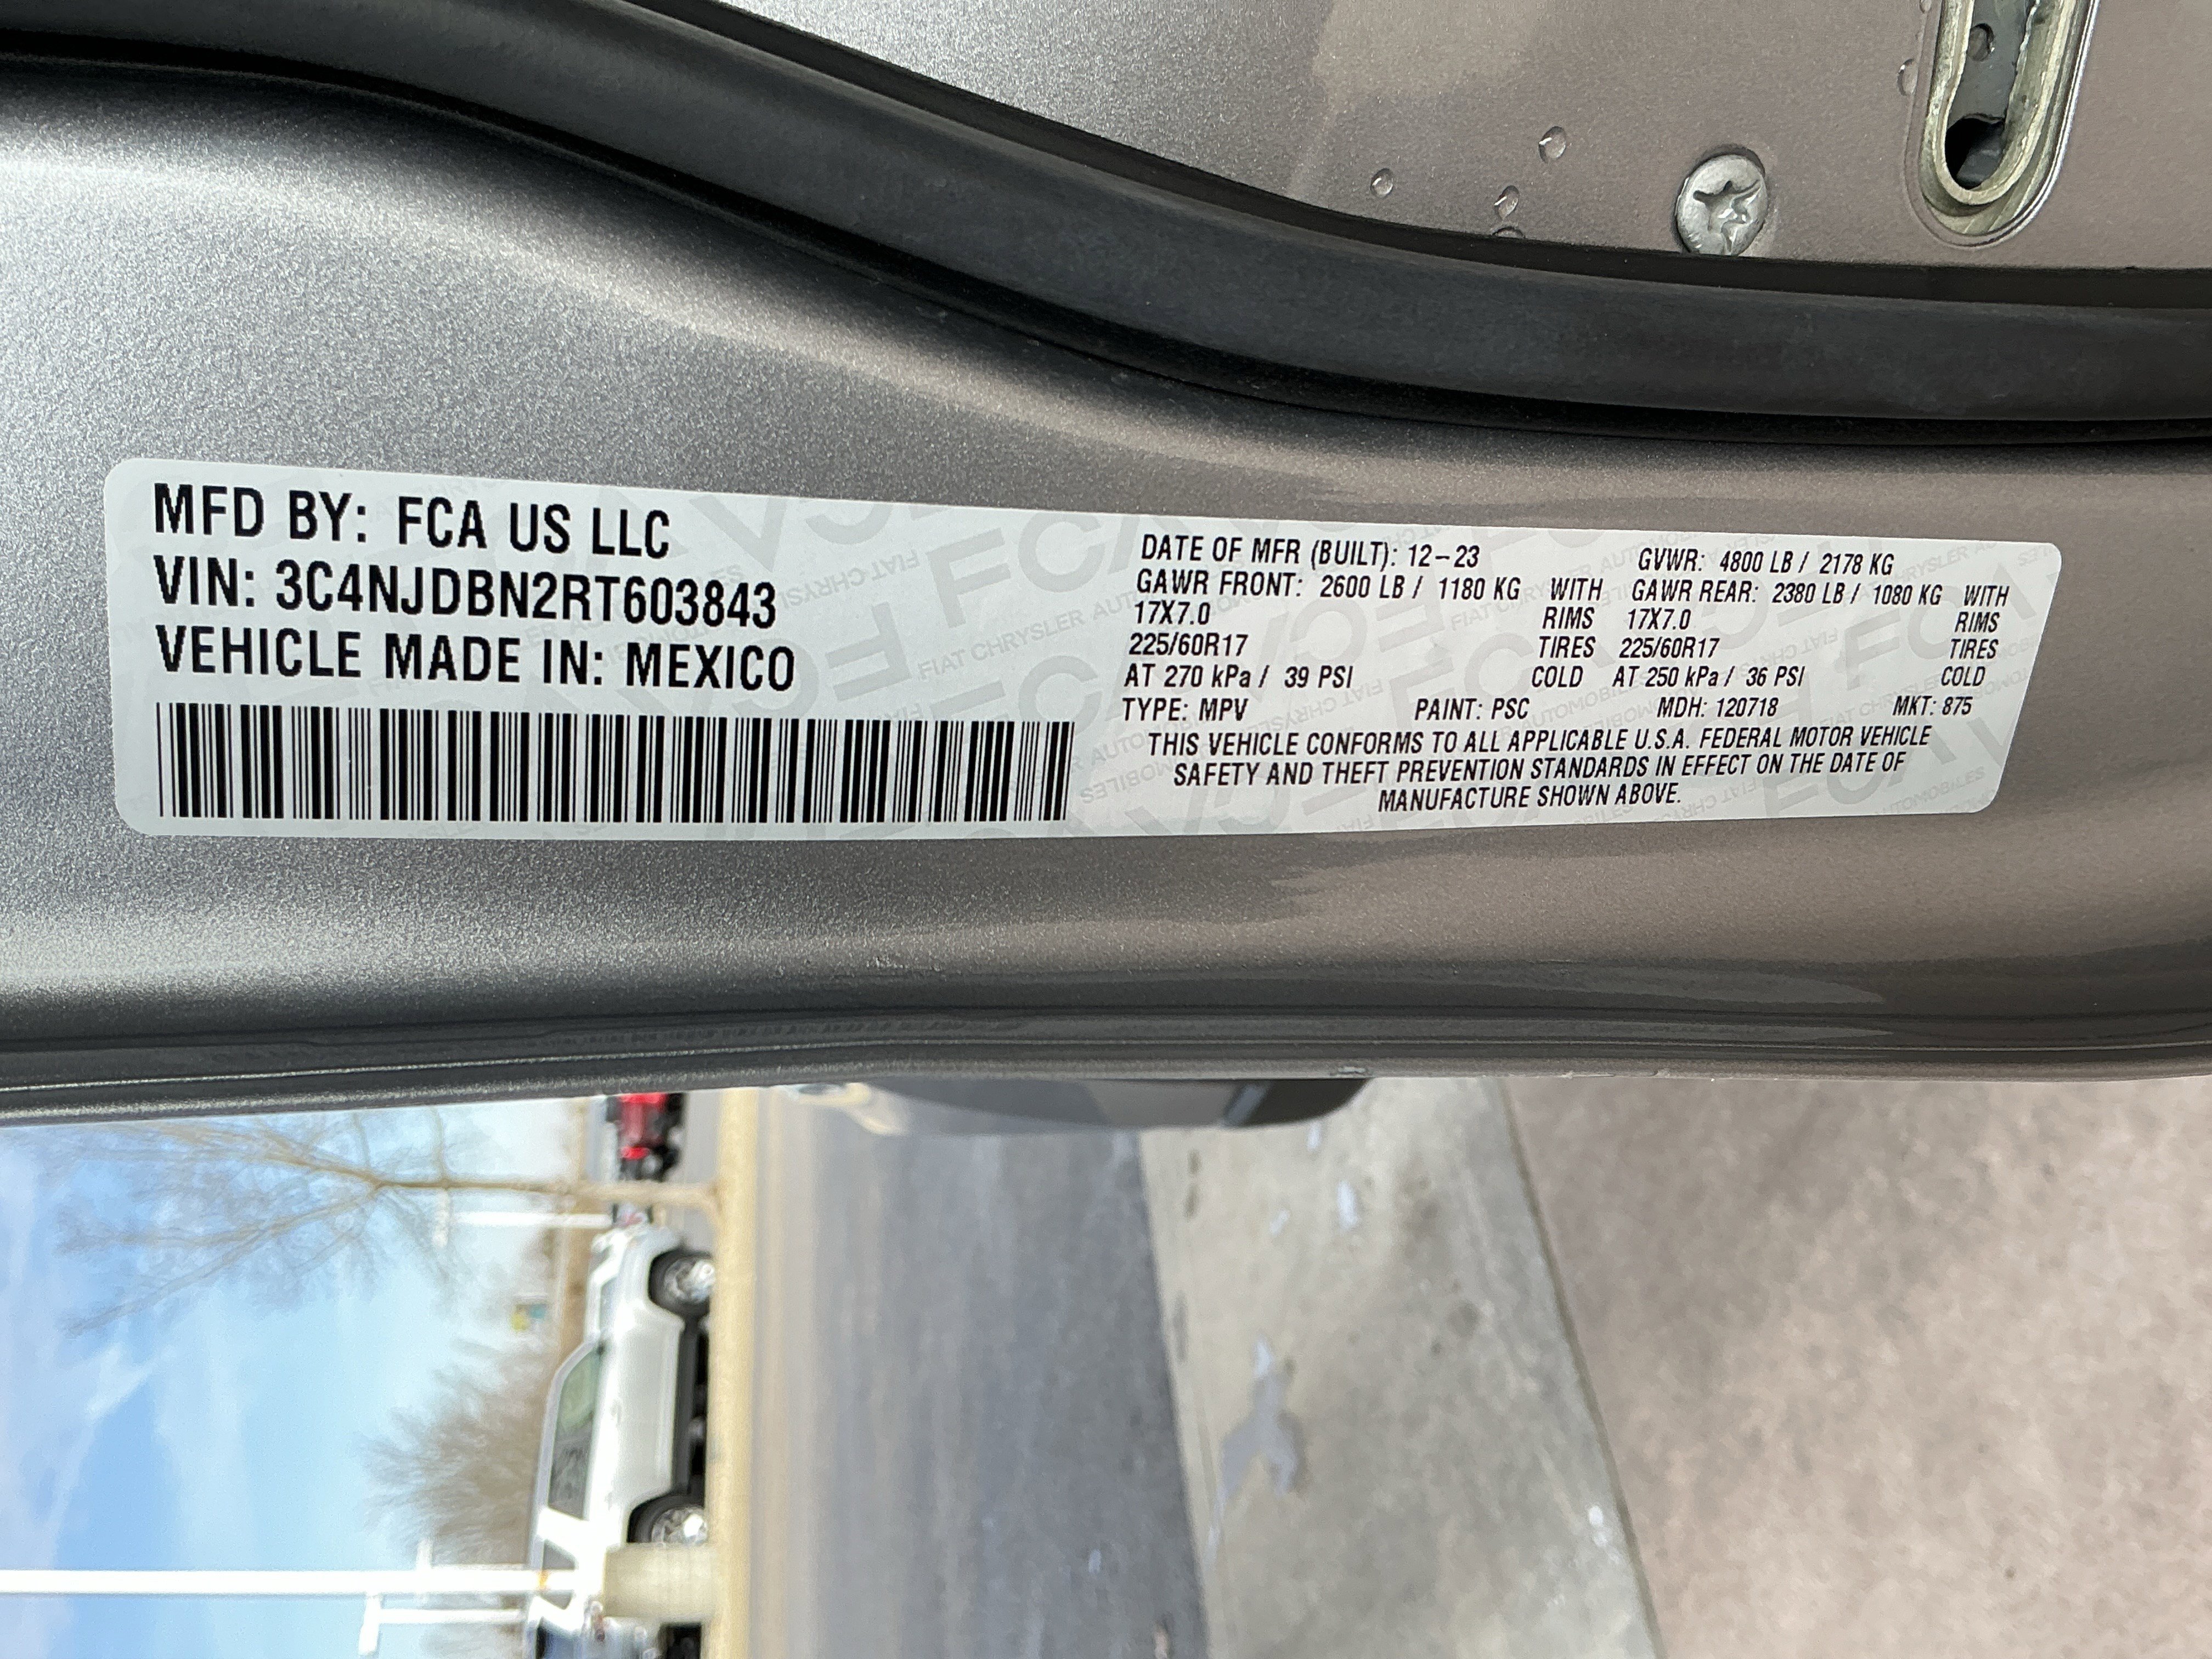 MFD BY: FCA US LLC
VIN: 3C4NJDBN2RT603843
VEHICLE MADE IN: MEXICO
DATE OF MFR (BUILT): 12-23 GVWR: 4800 LB / 2178 KG
GAWR FRONT: 2600 LB / 1180 KG WITH GAWR REAR: 2380 LB / 1080 KG WITH
17X7.0 RIMS 17X7.0 RIMS
225/60R17 TIRES 225/60R17 TIRES
AT 270 kPa / 39 PSI COLD AT 250 kPa / 36 PSI COLD
TYPE: MPV PAINT: PSC MDH: 120718 MKT: 875
THIS VEHICLE CONFORMS TO ALL APPLICABLE U.S.A. FEDERAL MOTOR VEHICLE
SAFETY AND THEFT PREVENTION STANDARDS IN EFFECT ON THE DATE OF
MANUFACTURE SHOWN ABOVE.